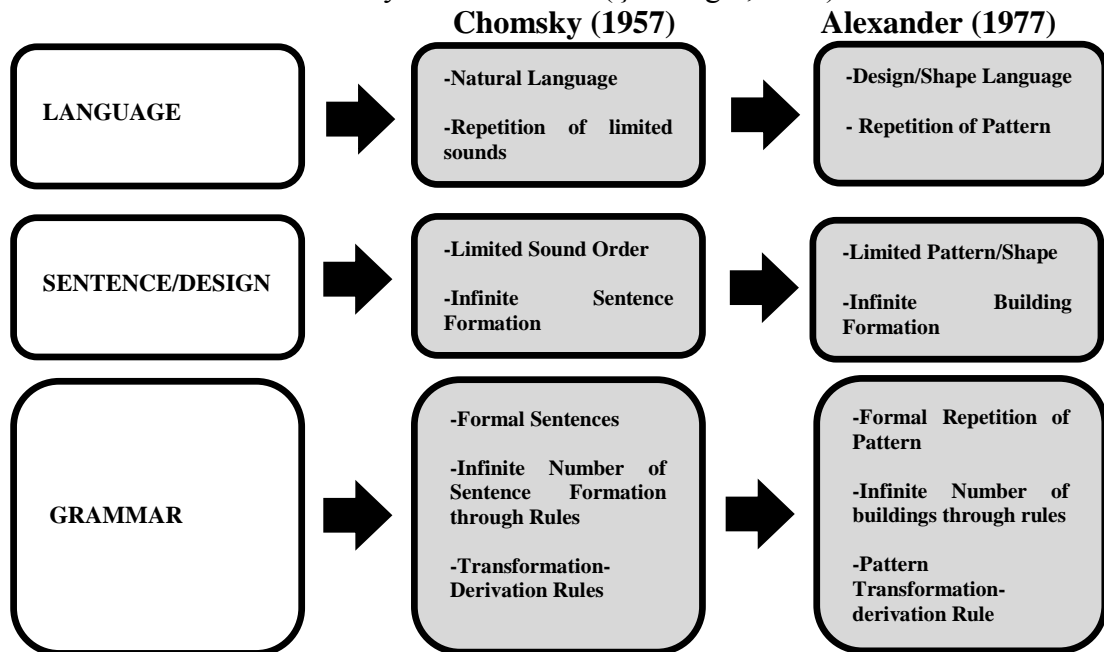 Chomsky (1957)
Alexander (1977)
LANGUAGE
-Natural Language
-Repetition of limited
sounds
-Design/Shape Language
- Repetition of Pattern
SENTENCE/DESIGN
-Limited Sound Order
-Infinite Sentence
Formation
-Limited Pattern/Shape
-Infinite Building
Formation
GRAMMAR
-Formal Sentences
-Infinite Number of
Sentence Formation
through Rules
-Transformation-
Derivation Rules
-Formal Repetition of
Pattern
-Infinite Number of
buildings through rules
-Pattern
Transformation-
derivation Rule